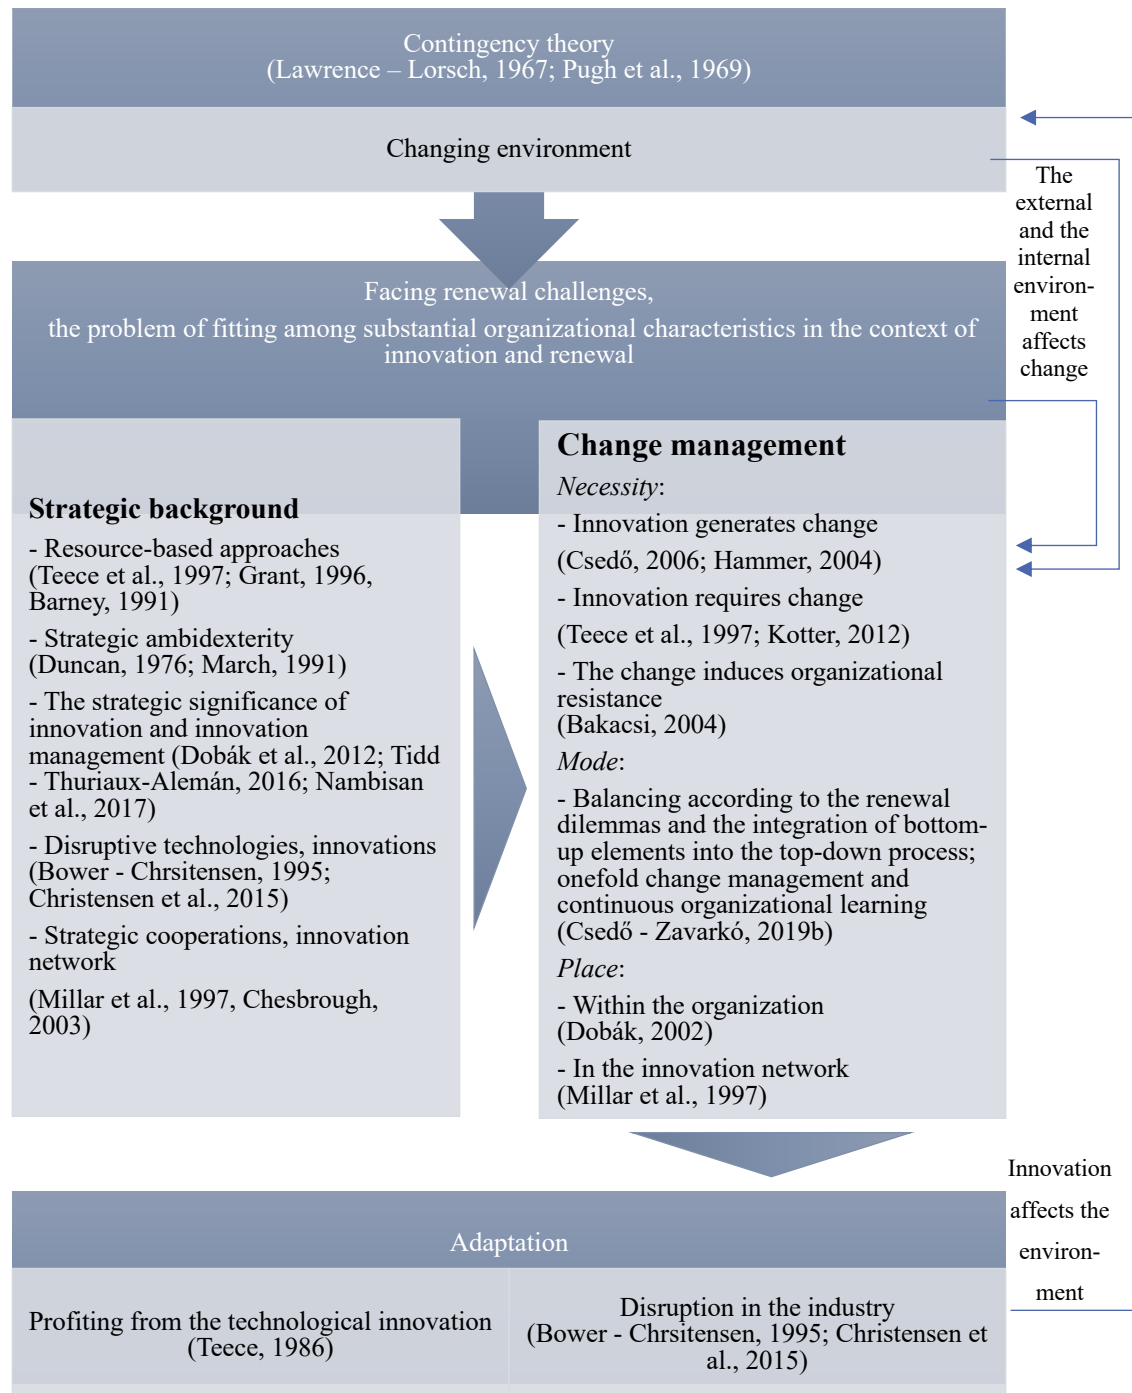 Contingency theory
(Lawrence – Lorsch, 1967; Pugh et al., 1969)
Changing environment
The
external
and the
internal
environ-
ment
affects
change
Facing renewal challenges,
the problem of fitting among substantial organizational characteristics in the context of
innovation and renewal
Strategic background
- Resource-based approaches
(Teece et al., 1997; Grant, 1996,
Barney, 1991)
- Strategic ambidexterity
(Duncan, 1976; March, 1991)
- The strategic significance of
innovation and innovation
management (Dobák et al., 2012; Tidd
- Thuriaux-Alemán, 2016; Nambisan
et al., 2017)
- Disruptive technologies, innovations
(Bower - Chrsitensen, 1995;
Christensen et al., 2015)
- Strategic cooperations, innovation
network
(Millar et al., 1997, Chesbrough,
2003)
Change management
Necessity:
- Innovation generates change
(Csedő, 2006; Hammer, 2004)
- Innovation requires change
(Teece et al., 1997; Kotter, 2012)
- The change induces organizational
resistance
(Bakacsi, 2004)
Mode:
- Balancing according to the renewal
dilemmas and the integration of bottom-
up elements into the top-down process;
onefold change management and
continuous organizational learning
(Csedő - Zavarkó, 2019b)
Place:
- Within the organization
(Dobák, 2002)
- In the innovation network
(Millar et al., 1997)
Innovation
affects the
environ-
ment
Adaptation
Profiting from the technological innovation
(Teece, 1986)
Disruption in the industry
(Bower - Chrsitensen, 1995; Christensen et
al., 2015)